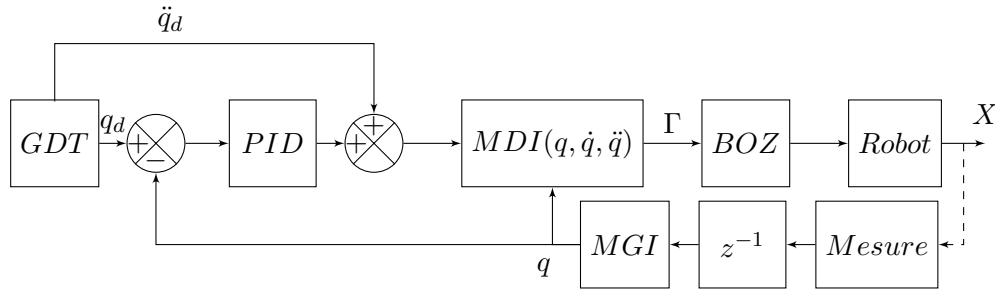 q̈_d
GDT
q_d
+
−
PID
+
+
MDI(q, q̇, q̈)
Γ
BOZ
Robot
X
q
MGI
z⁻¹
Mesure